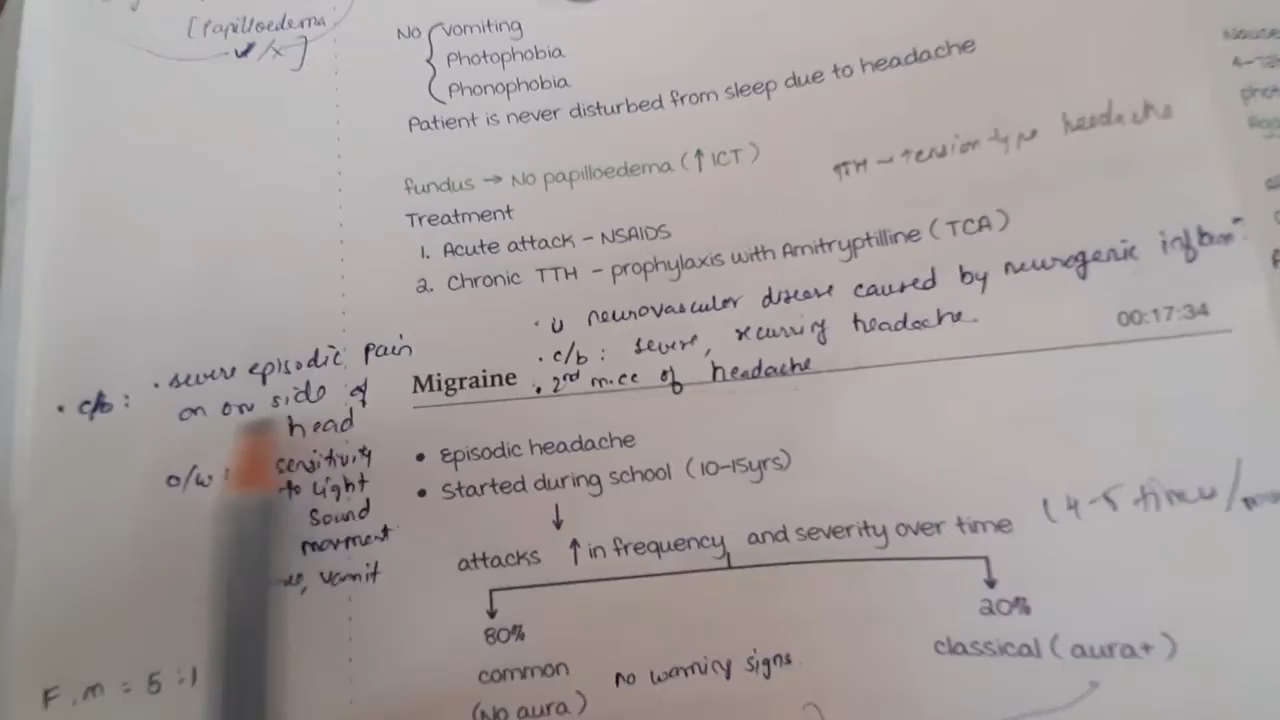 [Papilloedema
✓/x]
No
vomiting
Photophobia
Phonophobia
Patient is never disturbed from sleep due to headache
fundus → No papilloedema (↑ICT)
TTH - tension type headache
Treatment
1. Acute attack - NSAIDS
2. Chronic TTH - prophylaxis with Amitryptilline (TCA)
neurovascular disease caused by neurogenic
• c/b: severe, recurring headache.
00:17:34
Migraine
• 2nd m.c.c of headache
• c/b: • severe episodic pain
on one side of
head
sensitivity
to light
sound
movment
vomit
• Episodic headache
• Started during school (10-15yrs)
↓
attacks ↑ in frequency and severity over time
(4-5 times/
80%
common
(No aura)
no warning signs.
20%
classical (aura+)
F:m = 5:1